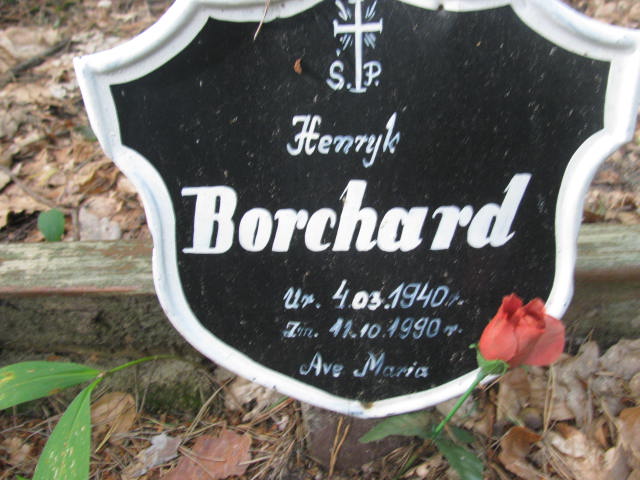 Ś.P.
Henryk
Borchard
Ur. 4.03.1940 r.
Zm. 11.10.1990 r.
Ave Maria